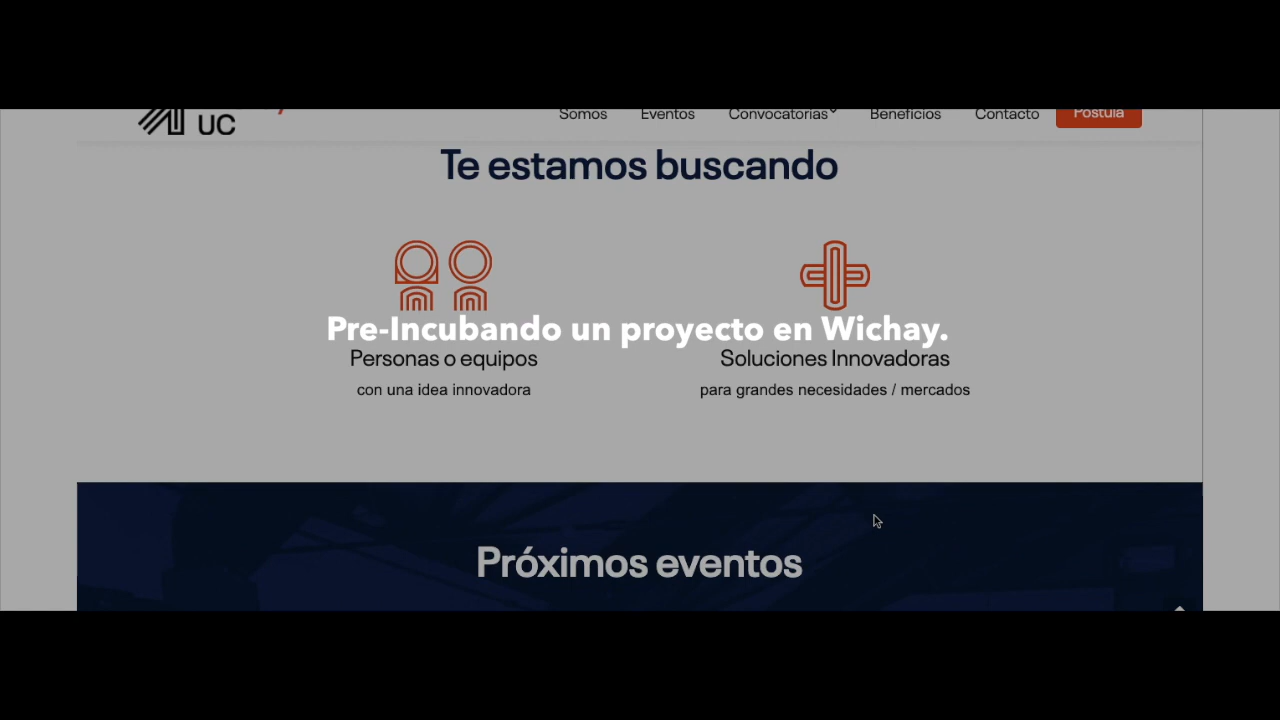 UC
Somos Eventos Convocatorias Beneficios Contacto Postula
Te estamos buscando
Pre-Incubando un proyecto en Wichay.
Personas o equipos Soluciones Innovadoras
con una idea innovadora para grandes necesidades / mercados
Próximos eventos